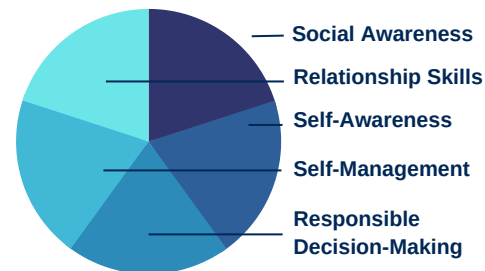 Social Awareness
Relationship Skills
Self-Awareness
Self-Management
Responsible
Decision-Making